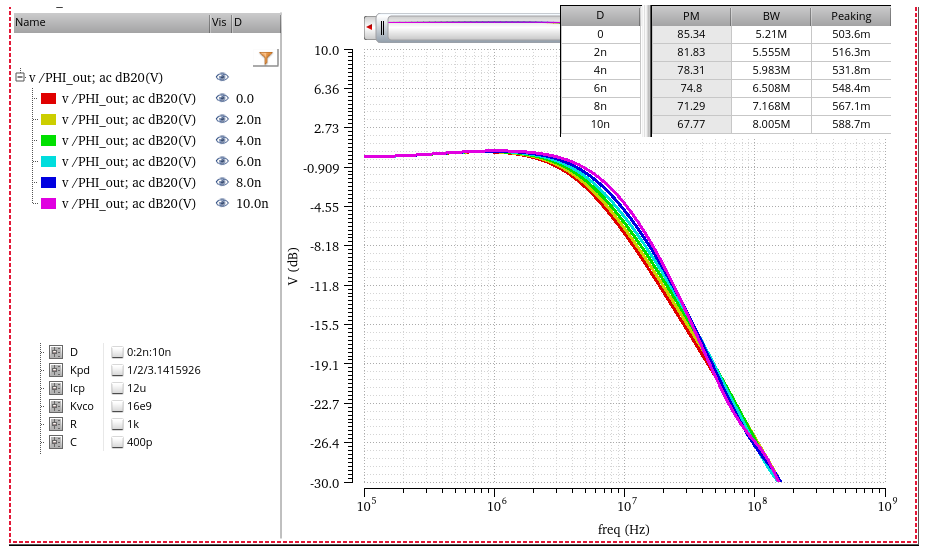 Name Vis D
v /PHI_out; ac dB20(V)
v /PHI_out; ac dB20(V) 0.0
v /PHI_out; ac dB20(V) 2.0n
v /PHI_out; ac dB20(V) 4.0n
v /PHI_out; ac dB20(V) 6.0n
v /PHI_out; ac dB20(V) 8.0n
v /PHI_out; ac dB20(V) 10.0n
D 0:2n:10n
Kpd 1/2/3.1415926
Icp 12u
Kvco 16e9
R 1k
C 400p
D PM BW Peaking
0 85.34 5.21M 503.6m
2n 81.83 5.555M 516.3m
4n 78.31 5.983M 531.8m
6n 74.8 6.508M 548.4m
8n 71.29 7.168M 567.1m
10n 67.77 8.005M 588.7m
V (dB)
10.0
6.36
2.73
-0.909
-4.55
-8.18
-11.8
-15.5
-19.1
-22.7
-26.4
-30.0
10^5 10^6 10^7 10^8 10^9
freq (Hz)